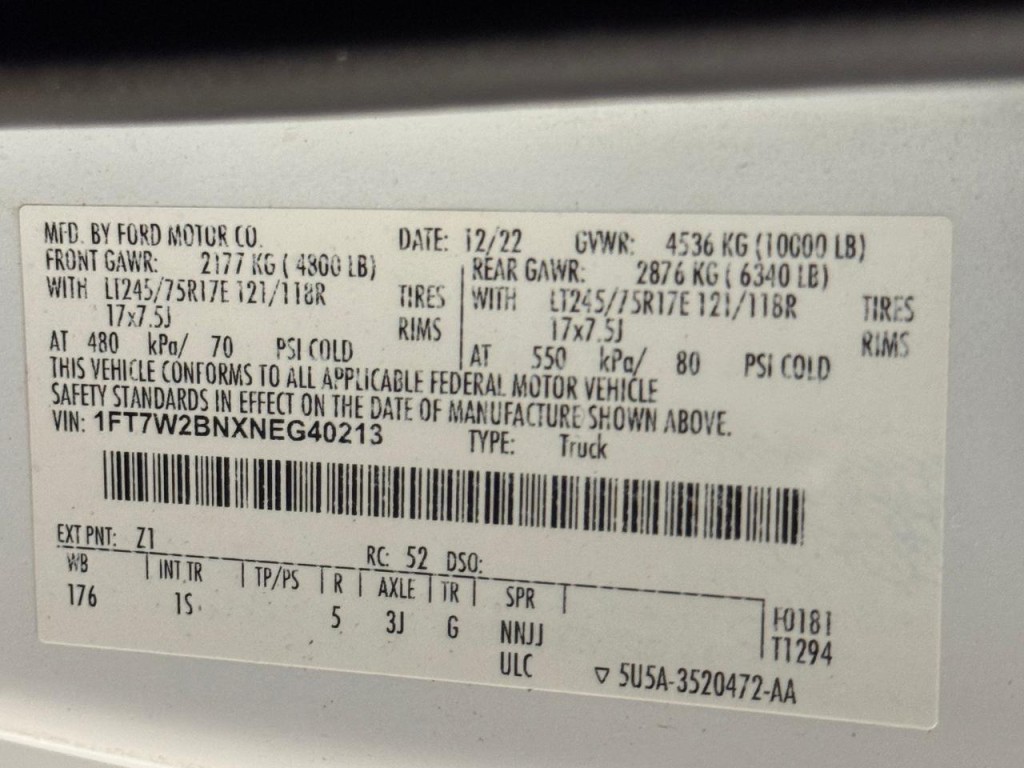 MFD. BY FORD MOTOR CO. DATE: 12/22 GVWR: 4536 KG (10000 LB)
FRONT GAWR: 2177 KG ( 4800 LB) REAR GAWR: 2876 KG ( 6340 LB)
WITH LT245/75R17E 121/118R TIRES WITH LT245/75R17E 121/118R TIRES
17x7.5J RIMS 17x7.5J RIMS
AT 480 kPa/ 70 PSI COLD AT 550 kPa/ 80 PSI COLD
THIS VEHICLE CONFORMS TO ALL APPLICABLE FEDERAL MOTOR VEHICLE
SAFETY STANDARDS IN EFFECT ON THE DATE OF MANUFACTURE SHOWN ABOVE.
VIN: 1FT7W2BNXNEG40213 TYPE: Truck
EXT PNT: Z1 RC: 52 DSO:
WB INT TR TP/PS R AXLE TR SPR
176 1S 5 3J G NNJJ F0181
ULC T1294
▽ 5U5A-3520472-AA